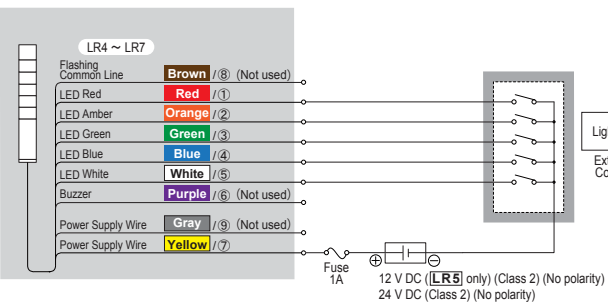 LR4 ~ LR7
Flashing
Common Line Brown /⑧ (Not used)
LED Red Red /①
LED Amber Orange /②
LED Green Green /③
LED Blue Blue /④
LED White White /⑤
Buzzer Purple /⑥ (Not used)
Power Supply Wire Gray /⑨ (Not used)
Power Supply Wire Yellow /⑦
Fuse
1A
⊕ ⊖
12 V DC (LR5 only) (Class 2) (No polarity)
24 V DC (Class 2) (No polarity)